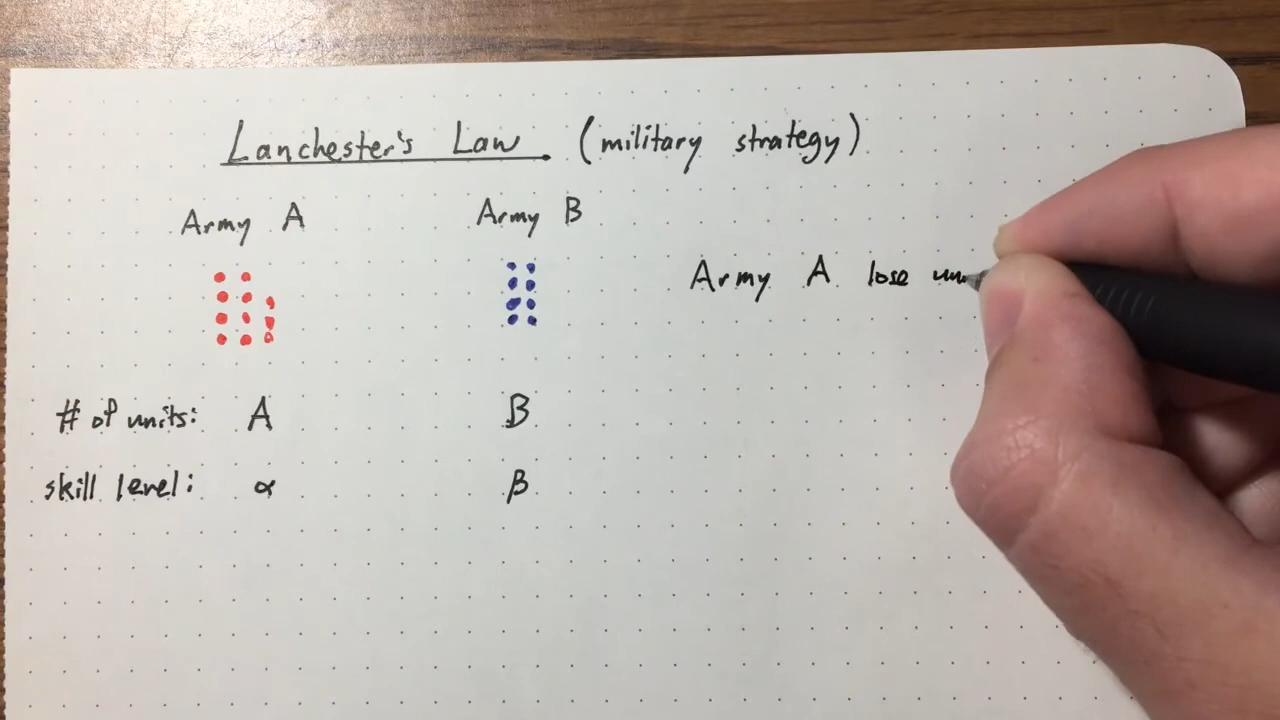 Lanchester's Law (military strategy)
Army A Army B
Army A lose
# of units: A B
skill level: α β